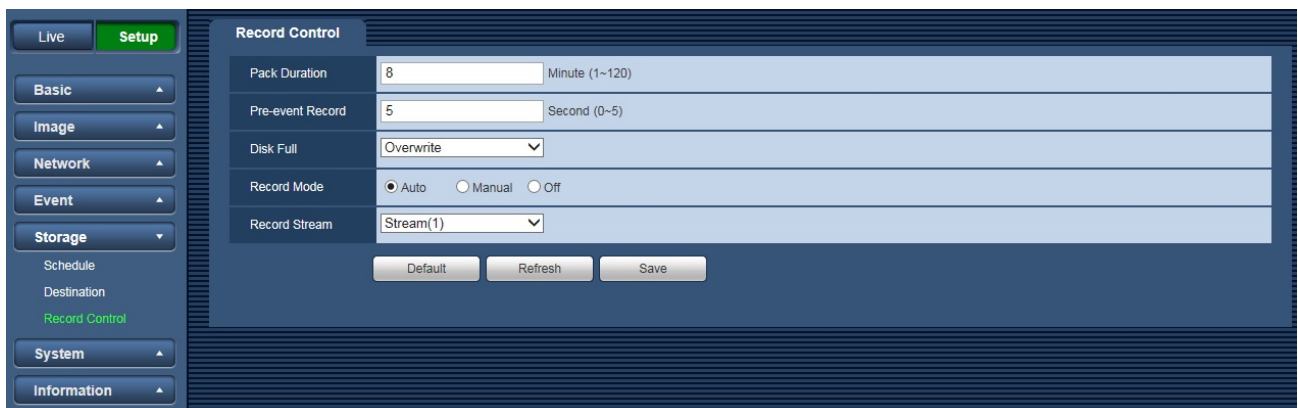 Live
Setup
Basic
Image
Network
Event
Storage
Schedule
Destination
Record Control
System
Information
Record Control
Pack Duration 8 Minute (1~120)
Pre-event Record 5 Second (0~5)
Disk Full Overwrite
Record Mode Auto Manual Off
Record Stream Stream(1)
Default Refresh Save